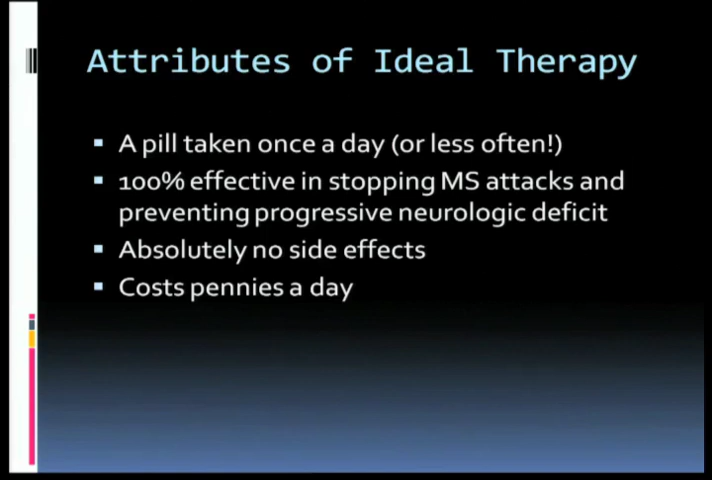 Attributes of Ideal Therapy
▪ A pill taken once a day (or less often!)
▪ 100% effective in stopping MS attacks and
preventing progressive neurologic deficit
▪ Absolutely no side effects
▪ Costs pennies a day